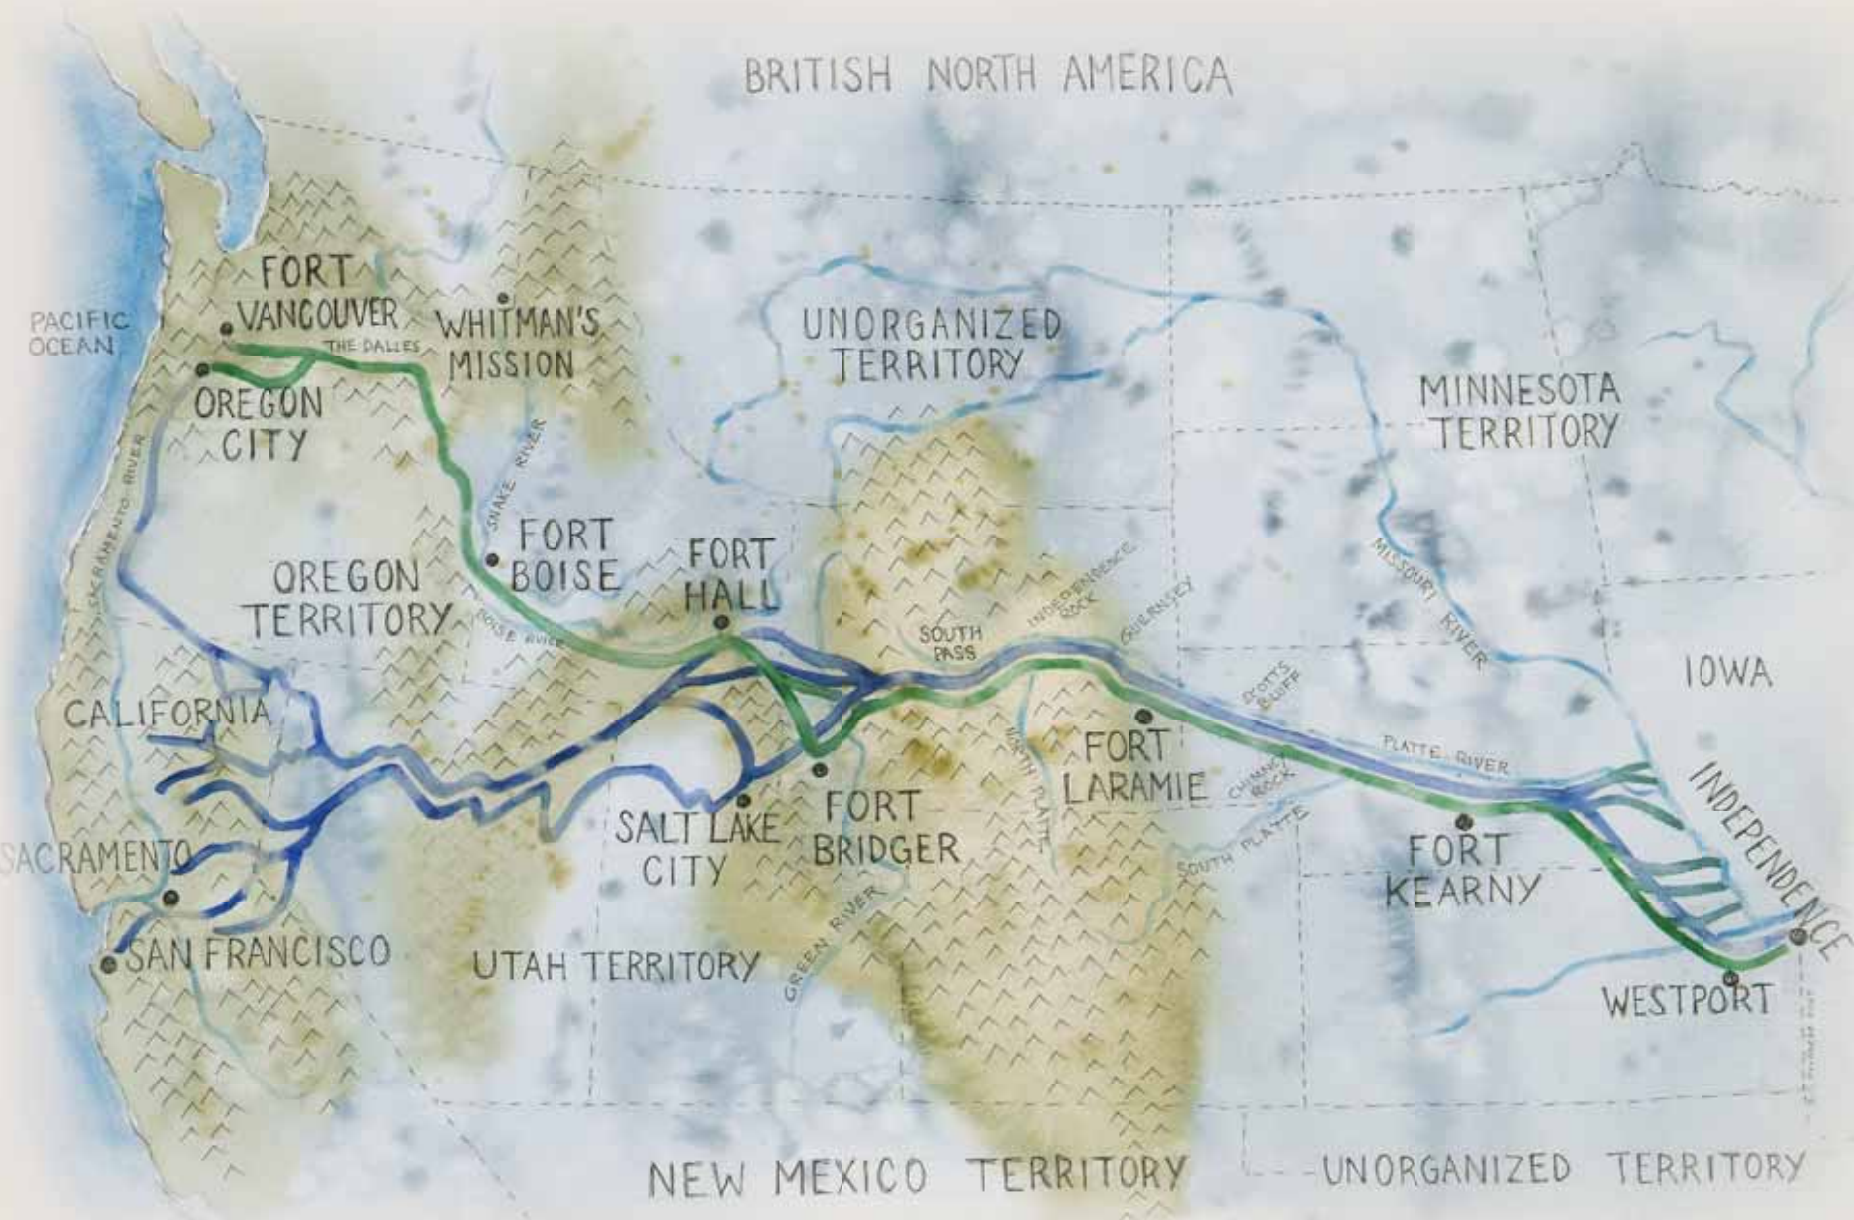 BRITISH NORTH AMERICA
FORT
VANCOUVER
PACIFIC
OCEAN
THE DALLES
WHITMAN'S
MISSION
UNORGANIZED
TERRITORY
OREGON
CITY
MINNESOTA
TERRITORY
SACRAMENTO RIVER
SNAKE RIVER
FORT
BOISE
FORT
HALL
OREGON
TERRITORY
BOISE RIVER
SOUTH
PASS
INDEPENDENCE
ROCK
GUERNSEY
MISSOURI RIVER
IOWA
SCOTTS
BLUFF
CALIFORNIA
NORTH PLATTE
FORT
LARAMIE
CHIMNEY
ROCK
PLATTE RIVER
INDEPENDENCE
SACRAMENTO
SALT LAKE
CITY
FORT
BRIDGER
SOUTH PLATTE
FORT
KEARNY
SAN FRANCISCO
UTAH TERRITORY
GREEN RIVER
WESTPORT
NEW MEXICO TERRITORY
UNORGANIZED TERRITORY